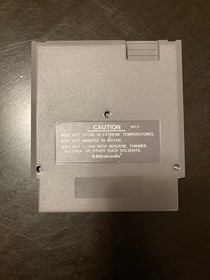 CAUTION
•DO NOT STORE IN EXTREME TEMPERATURES.
•DO NOT IMMERSE IN WATER.
•DO NOT CLEAN WITH BENZENE, THINNER,
ALCOHOL OR OTHER SUCH SOLVENTS.
Nintendo